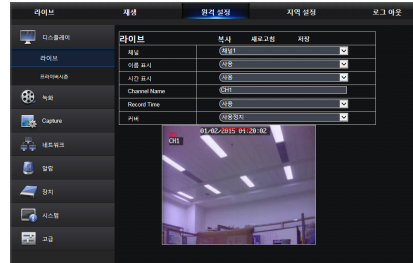 라이브 재생 원격 설정 지역 설정 로그 아웃
디스플레이
라이브
프라이버시존
녹화
Capture
네트워크
알람
장치
시스템
고급
라이브 복사 새로고침 저장
채널 채널1
이름 표시 사용
시간 표시 사용
Channel Name CH1
Record Time 사용
커버 사용정지
01/02/2015 04:20:02
CH1